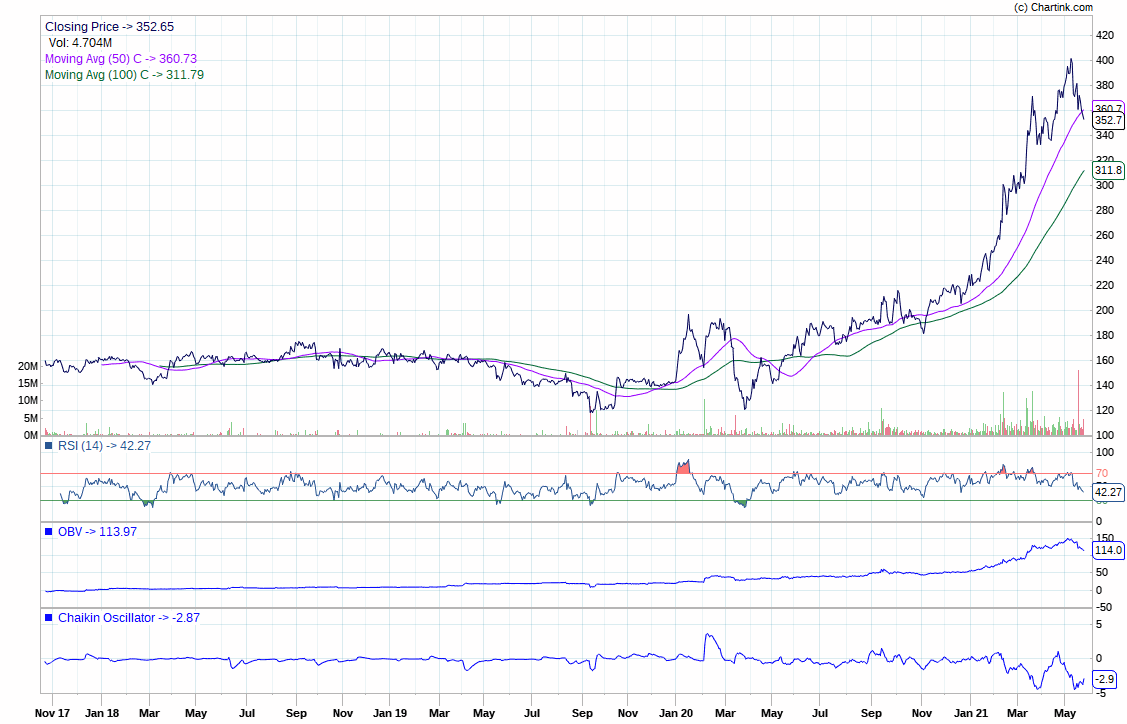 (c) Chartink.com
Closing Price -> 352.65
Vol: 4.704M
Moving Avg (50) C -> 360.73
Moving Avg (100) C -> 311.79
420
400
380
360.7
352.7
340
320
311.8
300
280
260
240
220
200
180
160
140
120
100
20M
15M
10M
5M
0M
RSI (14) -> 42.27
100
70
42.27
0
OBV -> 113.97
150
114.0
50
0
-50
Chaikin Oscillator -> -2.87
5
0
-2.9
-5
Nov 17 Jan 18 Mar May Jul Sep Nov Jan 19 Mar May Jul Sep Nov Jan 20 Mar May Jul Sep Nov Jan 21 Mar May